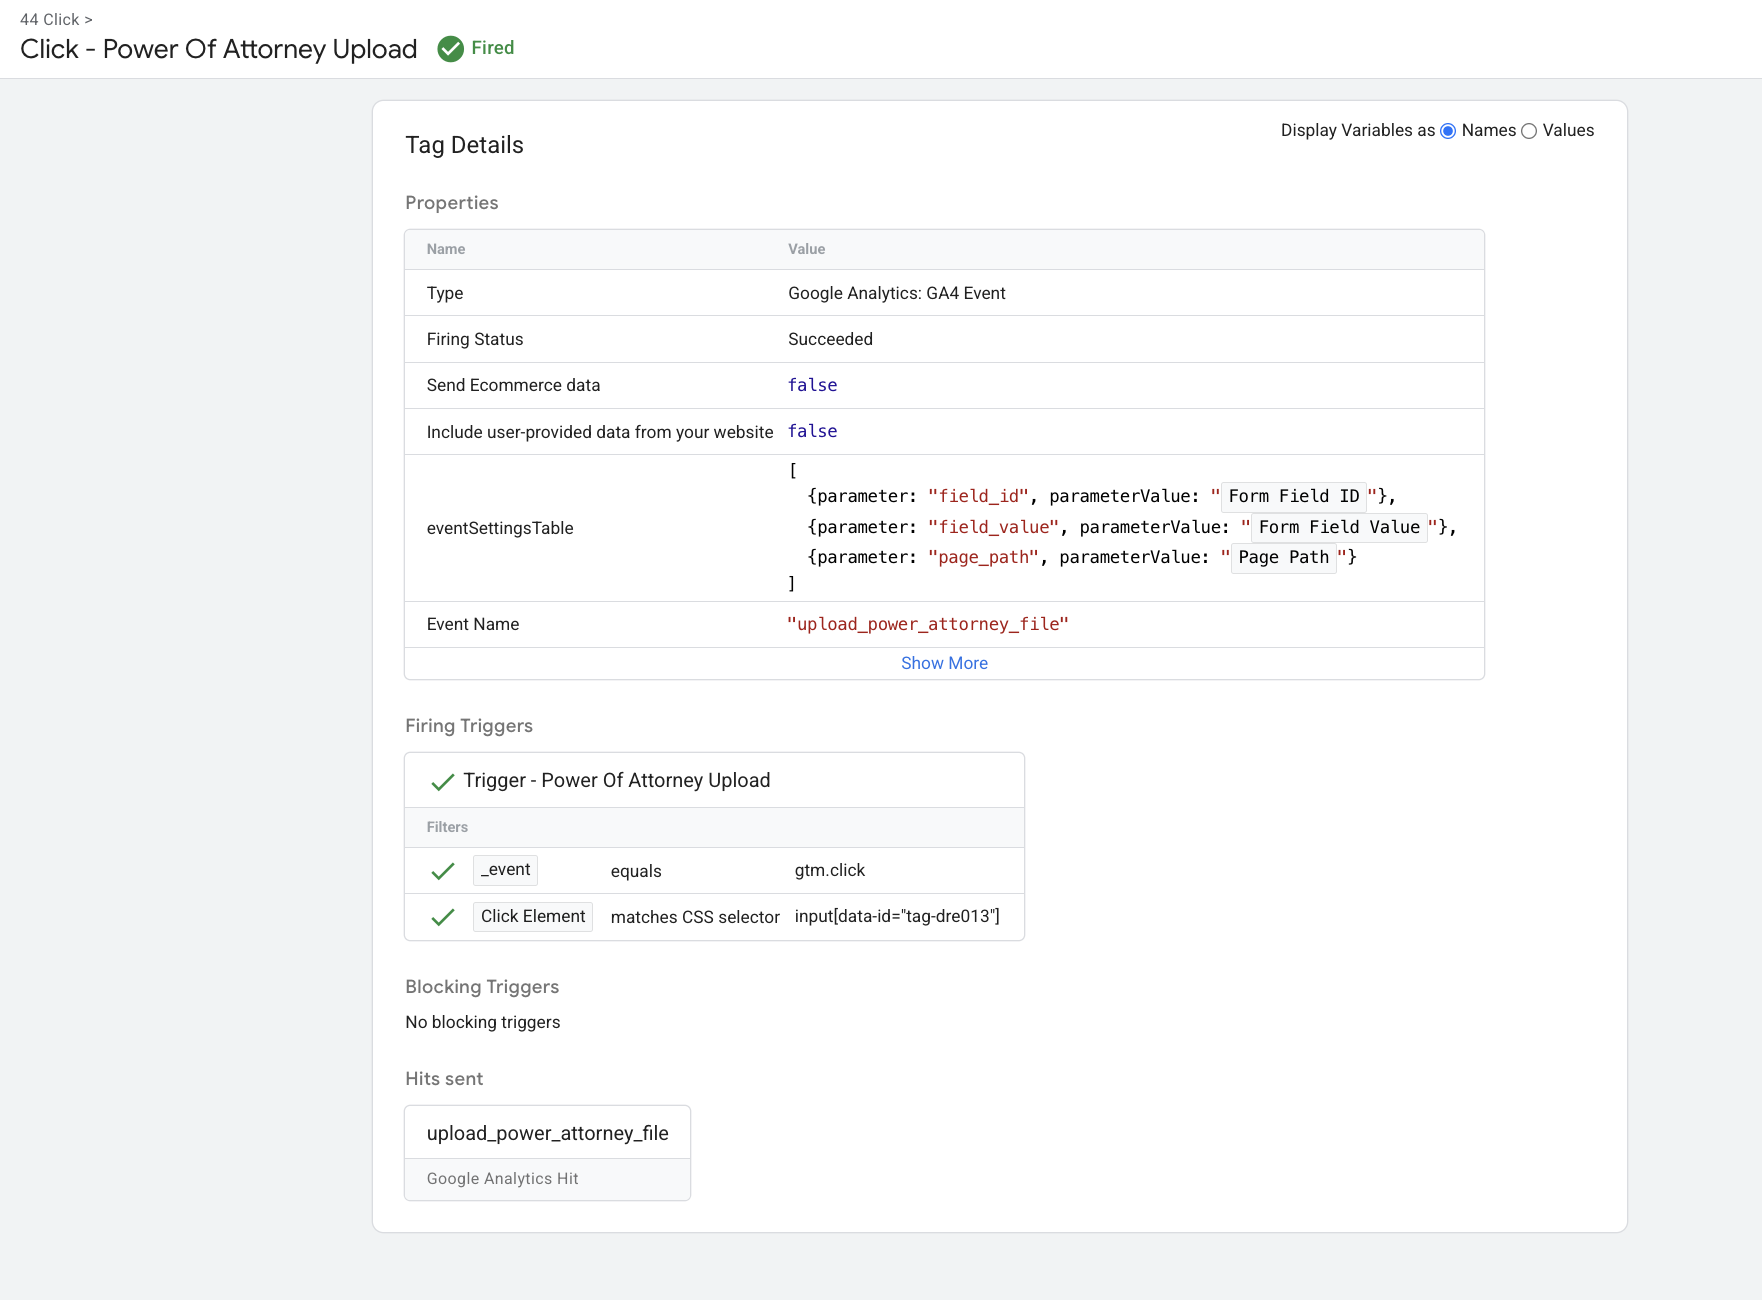 44 Click >
Click - Power Of Attorney Upload Fired
Tag Details
Display Variables as Names Values
Properties
Name Value
Type Google Analytics: GA4 Event
Firing Status Succeeded
Send Ecommerce data false
Include user-provided data from your website false
eventSettingsTable
[
{parameter: "field_id", parameterValue: "Form Field ID"},
{parameter: "field_value", parameterValue: "Form Field Value"},
{parameter: "page_path", parameterValue: "Page Path"}
]
Event Name "upload_power_attorney_file"
Show More
Firing Triggers
Trigger - Power Of Attorney Upload
Filters
_event equals gtm.click
Click Element matches CSS selector input[data-id="tag-dre013"]
Blocking Triggers
No blocking triggers
Hits sent
upload_power_attorney_file
Google Analytics Hit